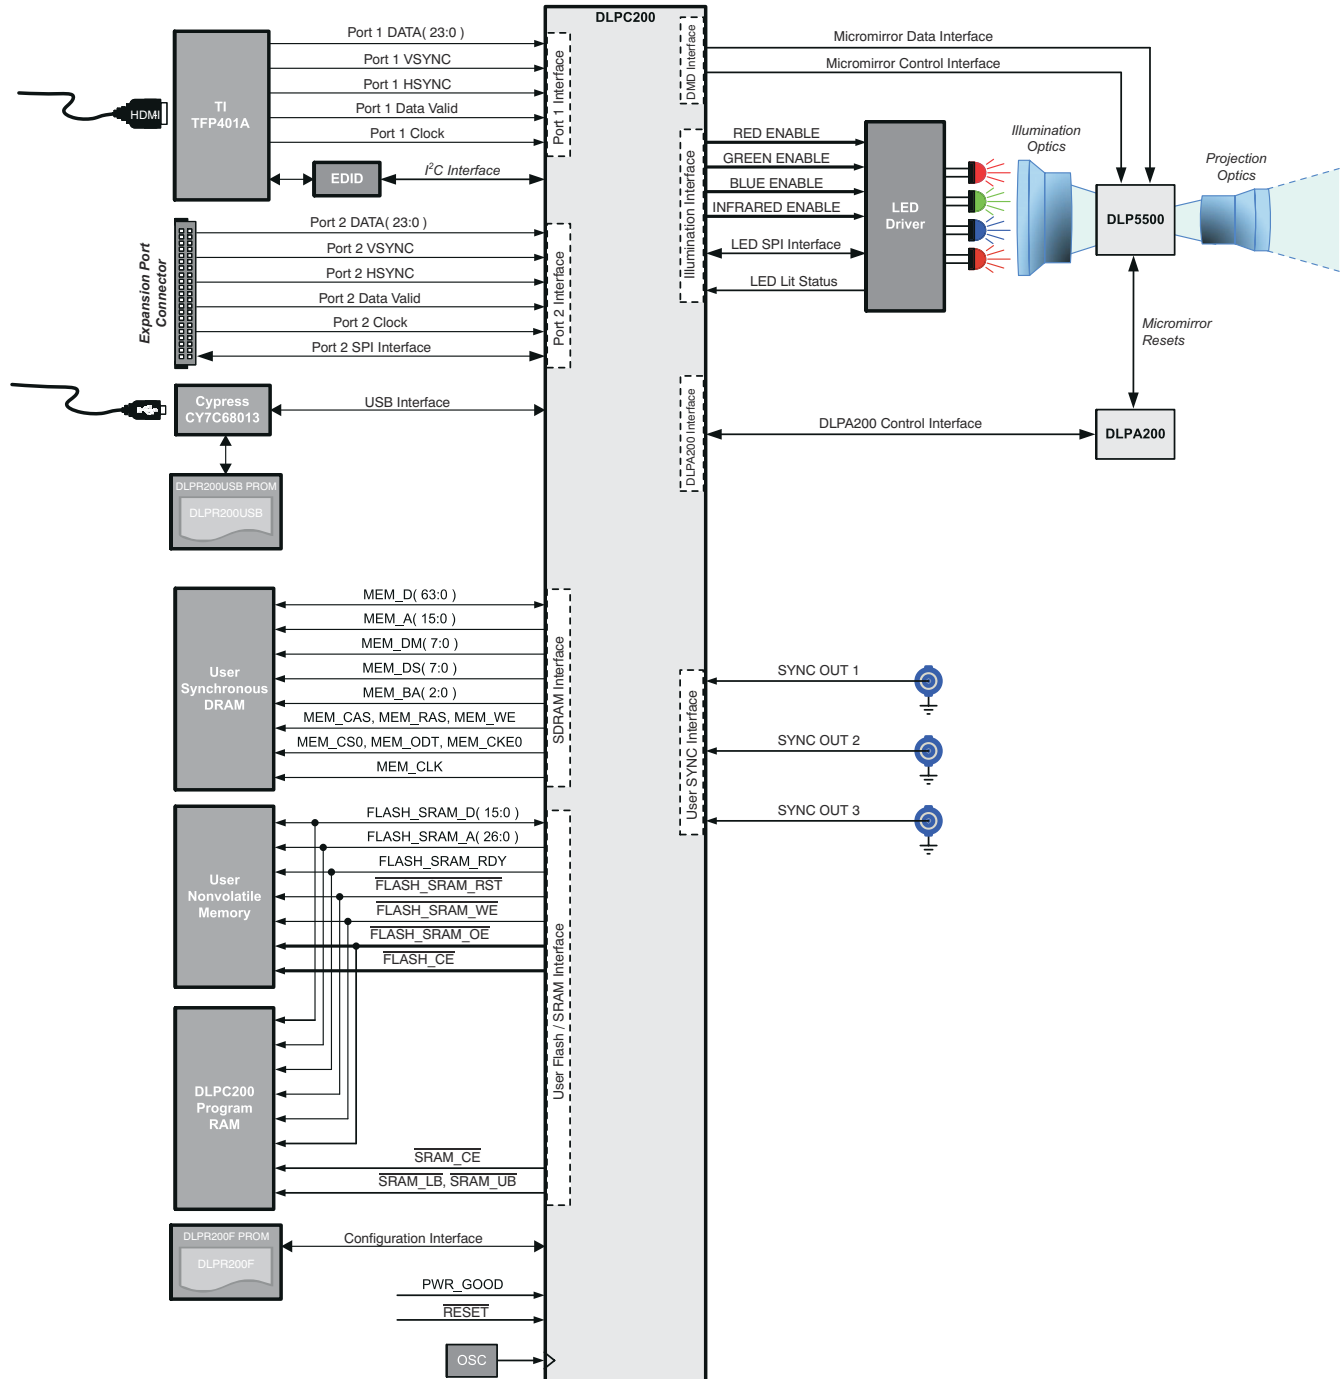 DLPC200
Port 1 DATA( 23:0 )
Port 1 VSYNC
Port 1 HSYNC
Port 1 Data Valid
Port 1 Clock
HDMI
TI
TFP401A
EDID
I²C Interface
Port 1 Interface
Expansion Port
Connector
Port 2 DATA( 23:0 )
Port 2 VSYNC
Port 2 HSYNC
Port 2 Data Valid
Port 2 Clock
Port 2 SPI Interface
Port 2 Interface
Cypress
CY7C68013
USB Interface
DLPR200USB PROM
DLPR200USB
User
Synchronous
DRAM
MEM_D( 63:0 )
MEM_A( 15:0 )
MEM_DM( 7:0 )
MEM_DS( 7:0 )
MEM_BA( 2:0 )
MEM_CAS, MEM_RAS, MEM_WE
MEM_CS0, MEM_ODT, MEM_CKE0
MEM_CLK
SDRAM Interface
User
Nonvolatile
Memory
FLASH_SRAM_D( 15:0 )
FLASH_SRAM_A( 26:0 )
FLASH_SRAM_RDY
FLASH_SRAM_RST
FLASH_SRAM_WE
FLASH_SRAM_OE
FLASH_CE
User Flash / SRAM Interface
DLPC200
Program
RAM
SRAM_CE
SRAM_LB, SRAM_UB
DLPR200F PROM
DLPR200F
Configuration Interface
PWR_GOOD
RESET
OSC
DMD Interface
Micromirror Data Interface
Micromirror Control Interface
Illumination Interface
RED ENABLE
GREEN ENABLE
BLUE ENABLE
INFRARED ENABLE
LED SPI Interface
LED Lit Status
LED
Driver
Illumination
Optics
DLP5500
Projection
Optics
Micromirror
Resets
DLPA200 Interface
DLPA200 Control Interface
DLPA200
User SYNC Interface
SYNC OUT 1
SYNC OUT 2
SYNC OUT 3